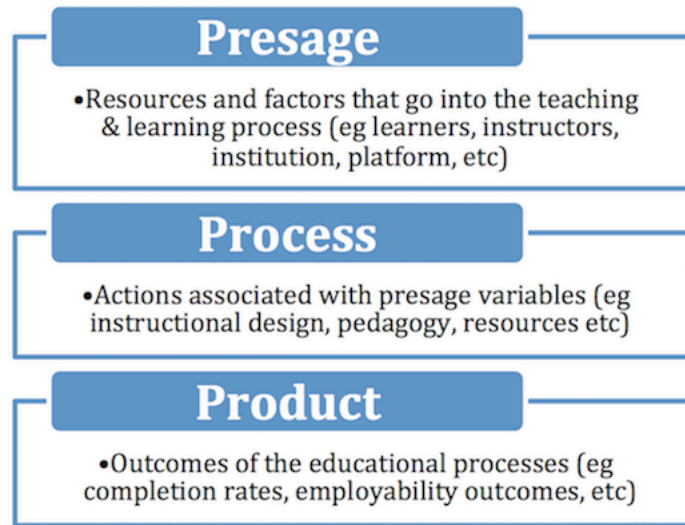 Presage
•Resources and factors that go into the teaching
& learning process (eg learners, instructors,
institution, platform, etc)
Process
•Actions associated with presage variables (eg
instructional design, pedagogy, resources etc)
Product
•Outcomes of the educational processes (eg
completion rates, employability outcomes, etc)